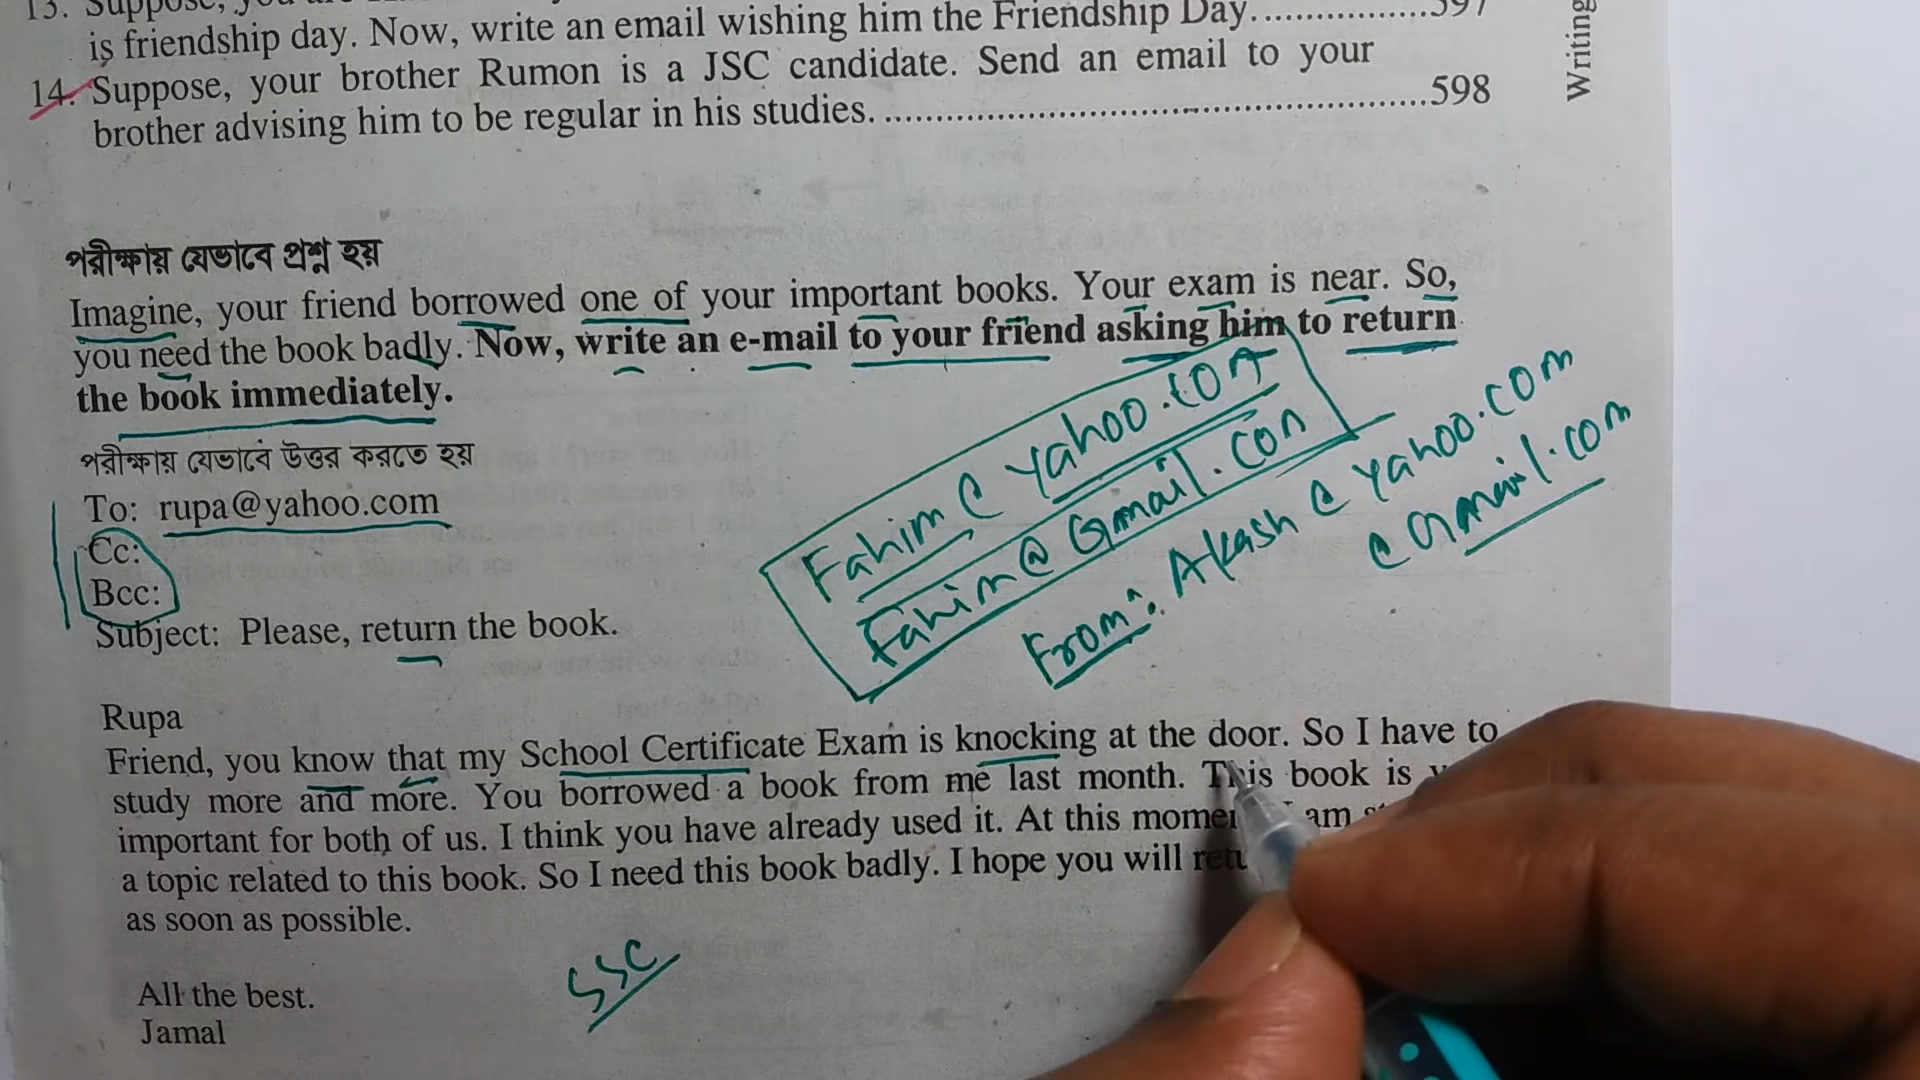 13. Suppose, you are
is friendship day. Now, write an email wishing him the Friendship Day..................597
14. Suppose, your brother Rumon is a JSC candidate. Send an email to your
brother advising him to be regular in his studies. ......................................................598
Writing
পরীক্ষায় যেভাবে প্রশ্ন হয়
Imagine, your friend borrowed one of your important books. Your exam is near. So,
you need the book badly. Now, write an e-mail to your friend asking him to return
the book immediately.
পরীক্ষায় যেভাবে উত্তর করতে হয়
To: rupa@yahoo.com
Cc:
Bcc:
Subject: Please, return the book.
Fahim @ Yahoo.com
Fahim @ Gmail.con
From: Akash @ Yahoo.com
@ Gmail.com
Rupa
Friend, you know that my School Certificate Exam is knocking at the door. So I have to
study more and more. You borrowed a book from me last month. This book is
important for both of us. I think you have already used it. At this moment I am
a topic related to this book. So I need this book badly. I hope you will
as soon as possible.
SSC
All the best.
Jamal